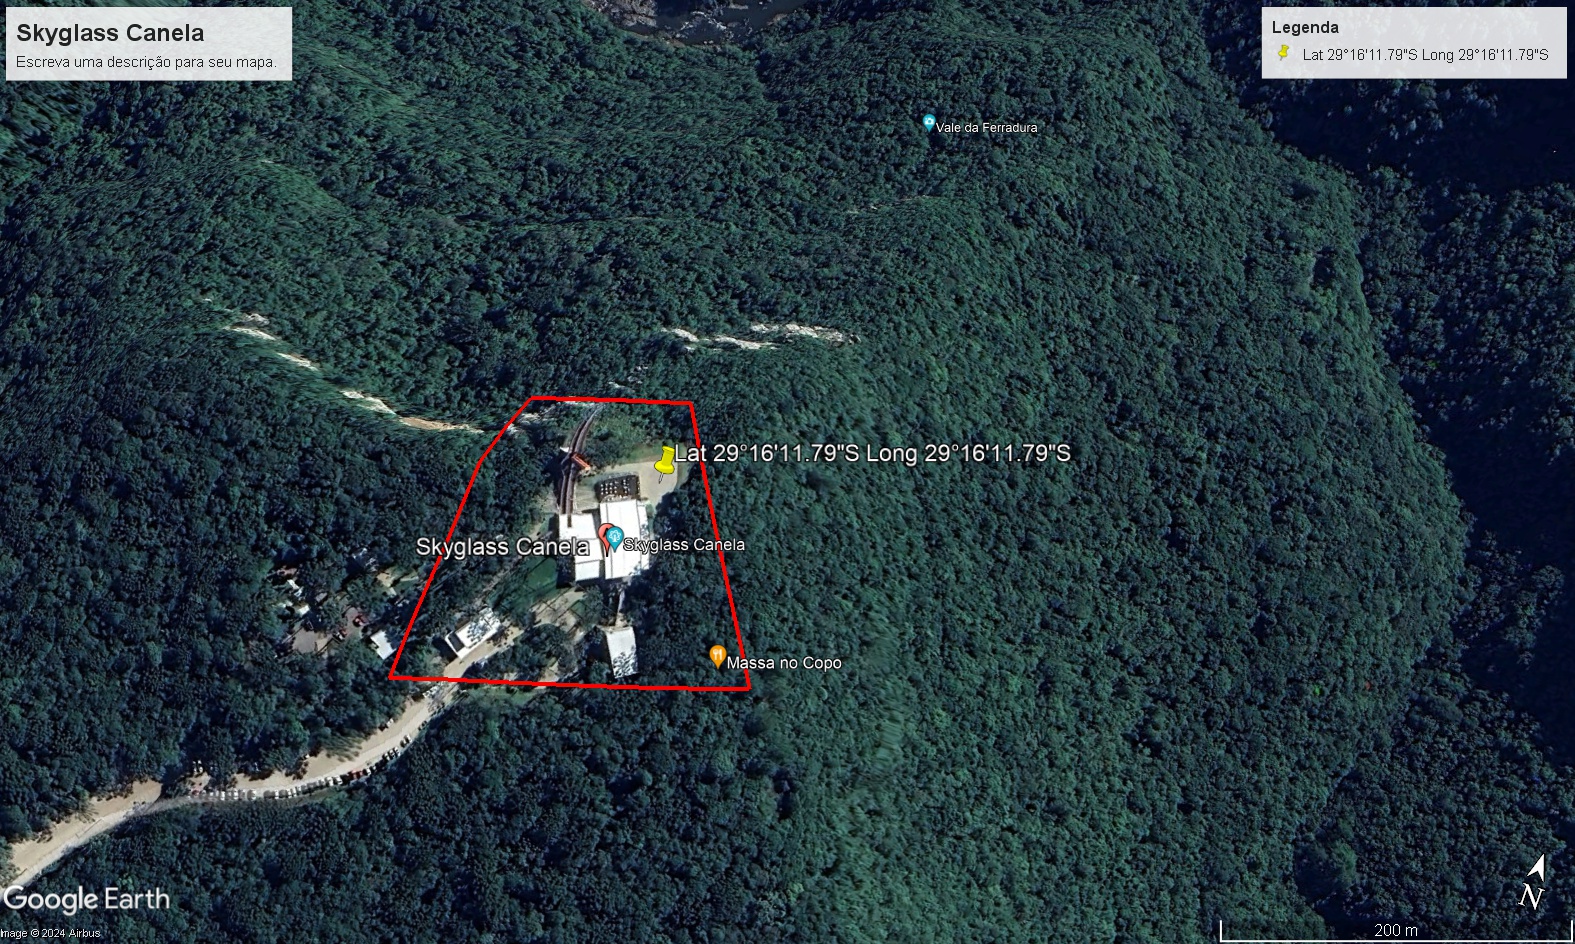 Skyglass Canela
Escreva uma descrição para seu mapa.
Legenda
Lat 29°16'11.79"S Long 29°16'11.79"S
Vale da Ferradura
Lat 29°16'11.79"S Long 29°16'11.79"S
Skyglass Canela
Skyglass Canela
Massa no Copo
Google Earth
Image © 2024 Airbus
N
200 m